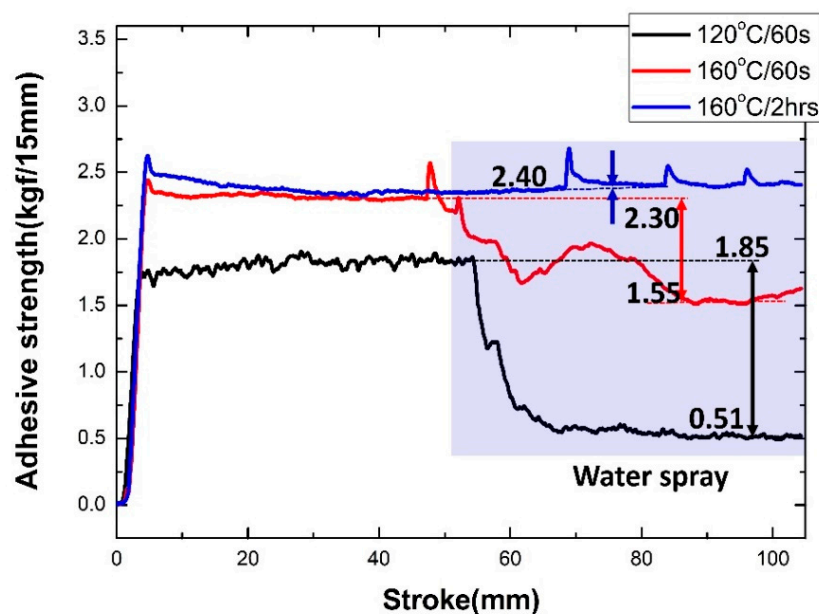 120°C/60s
160°C/60s
160°C/2hrs
Adhesive strength(kgf/15mm)
3.5
3.0
2.5
2.0
1.5
1.0
0.5
0.0
2.40
2.30
1.85
1.55
0.51
Water spray
0 20 40 60 80 100
Stroke(mm)